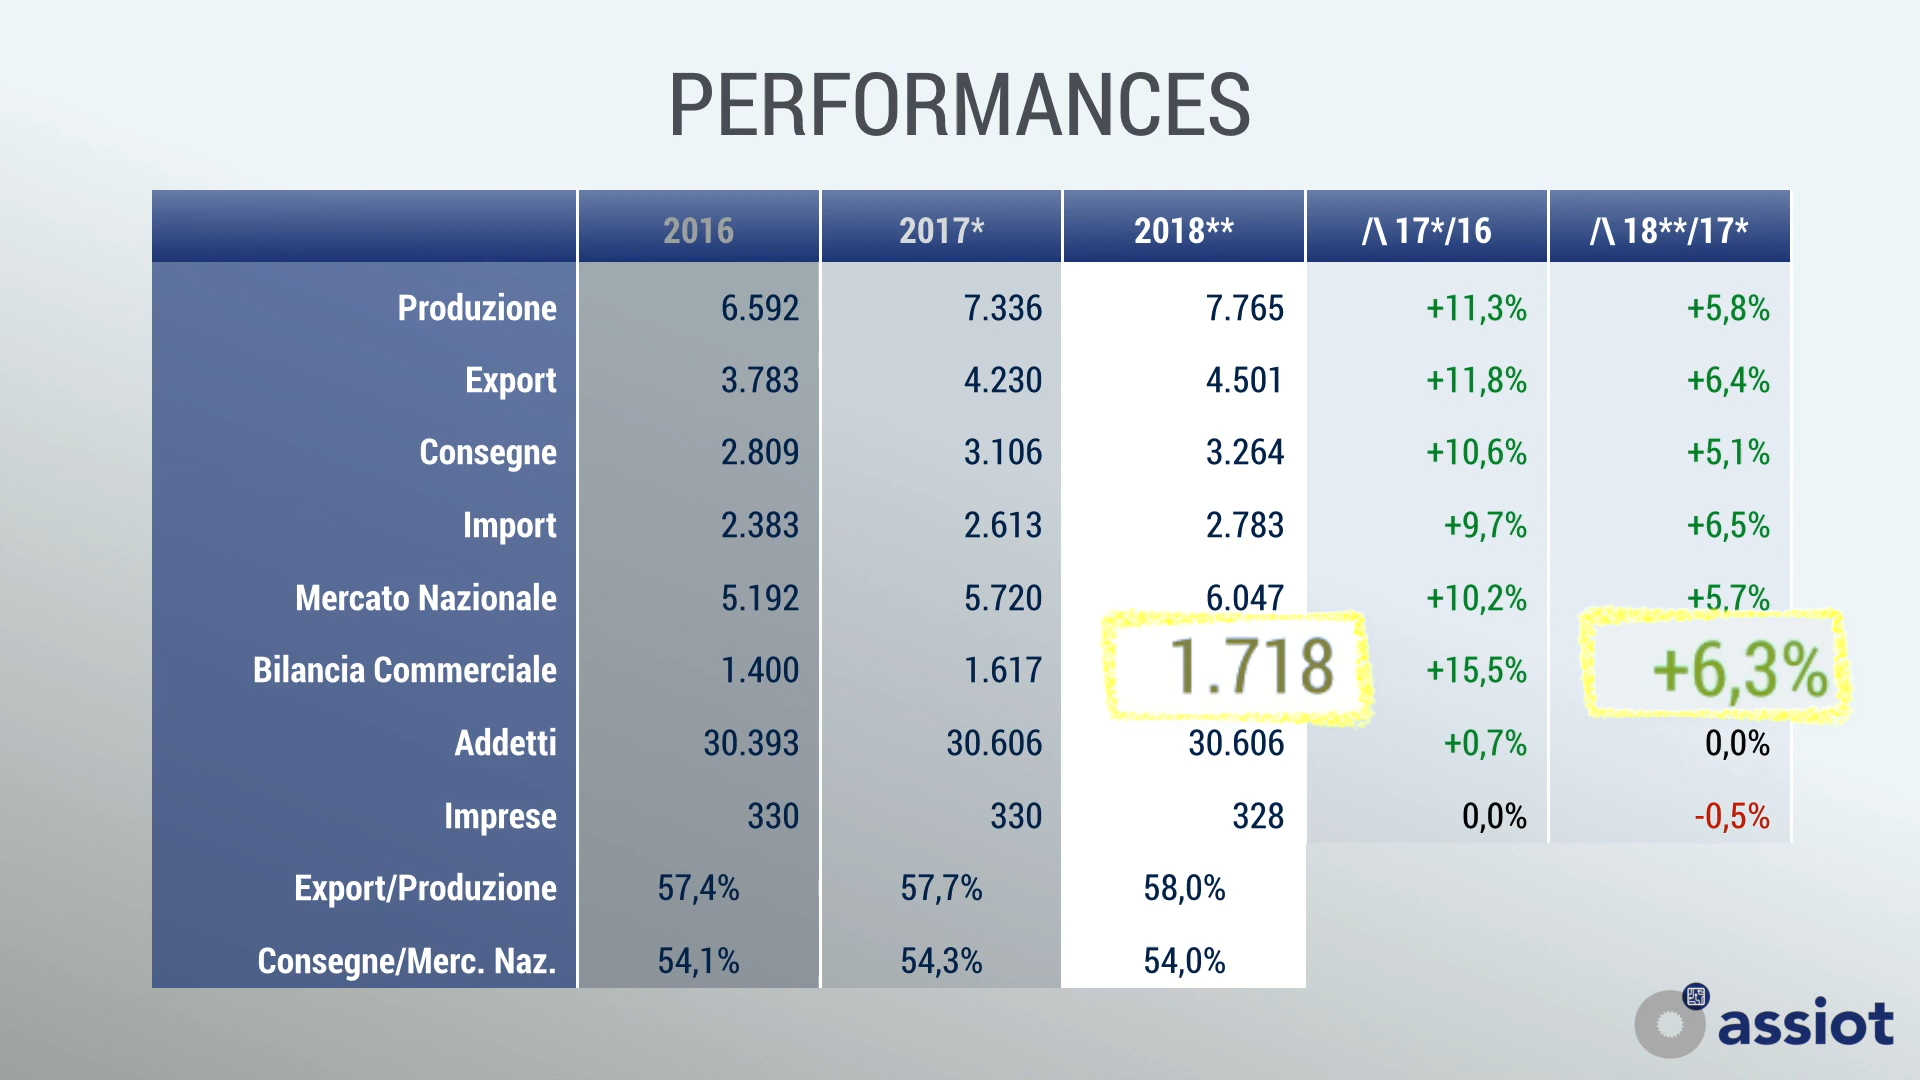 PERFORMANCES
2016 2017* 2018** /\ 17*/16 /\ 18**/17*
Produzione 6.592 7.336 7.765 +11,3% +5,8%
Export 3.783 4.230 4.501 +11,8% +6,4%
Consegne 2.809 3.106 3.264 +10,6% +5,1%
Import 2.383 2.613 2.783 +9,7% +6,5%
Mercato Nazionale 5.192 5.720 6.047 +10,2% +5,7%
Bilancia Commerciale 1.400 1.617 1.718 +15,5% +6,3%
Addetti 30.393 30.606 30.606 +0,7% 0,0%
Imprese 330 330 328 0,0% -0,5%
Export/Produzione 57,4% 57,7% 58,0%
Consegne/Merc. Naz. 54,1% 54,3% 54,0%
assiot